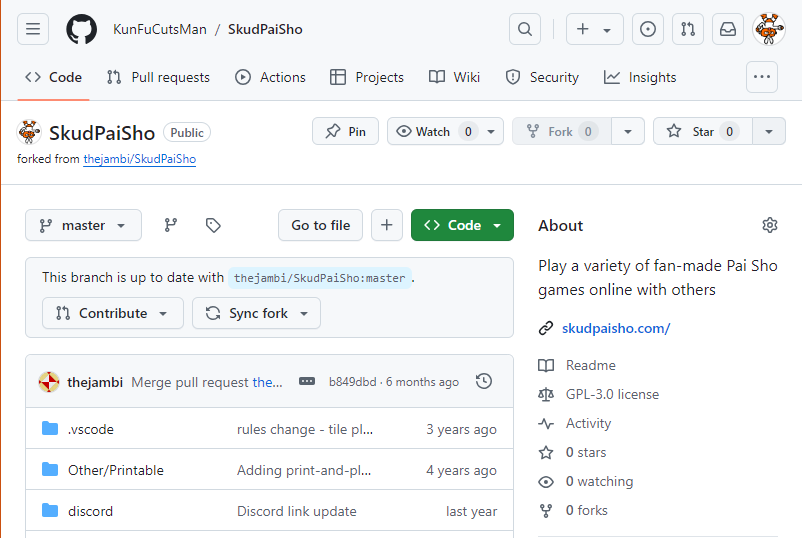 KunFuCutsMan / SkudPaiSho
Code Pull requests Actions Projects Wiki Security Insights
SkudPaiSho Public Pin Watch 0 Fork 0 Star 0
forked from thejambi/SkudPaiSho
master Go to file Code
This branch is up to date with thejambi/SkudPaiSho:master .
Contribute Sync fork
thejambi Merge pull request the... b849dbd · 6 months ago
.vscode rules change - tile pl... 3 years ago
Other/Printable Adding print-and-pl... 4 years ago
discord Discord link update last year
About
Play a variety of fan-made Pai Sho
games online with others
skudpaisho.com/
Readme
GPL-3.0 license
Activity
0 stars
0 watching
0 forks